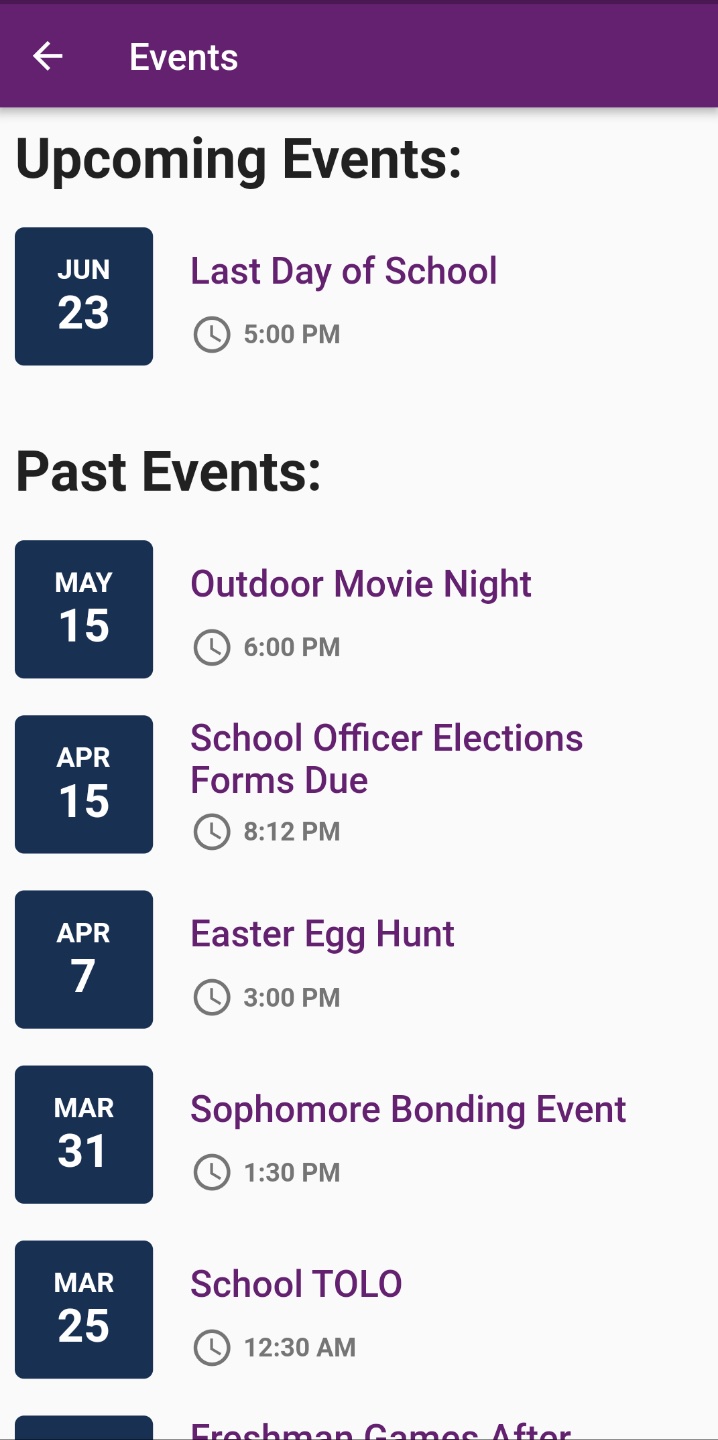 Events
Upcoming Events:
JUN
23
Last Day of School
5:00 PM
Past Events:
MAY
15
Outdoor Movie Night
6:00 PM
APR
15
School Officer Elections
Forms Due
8:12 PM
APR
7
Easter Egg Hunt
3:00 PM
MAR
31
Sophomore Bonding Event
1:30 PM
MAR
25
School TOLO
12:30 AM
Freshman Games After